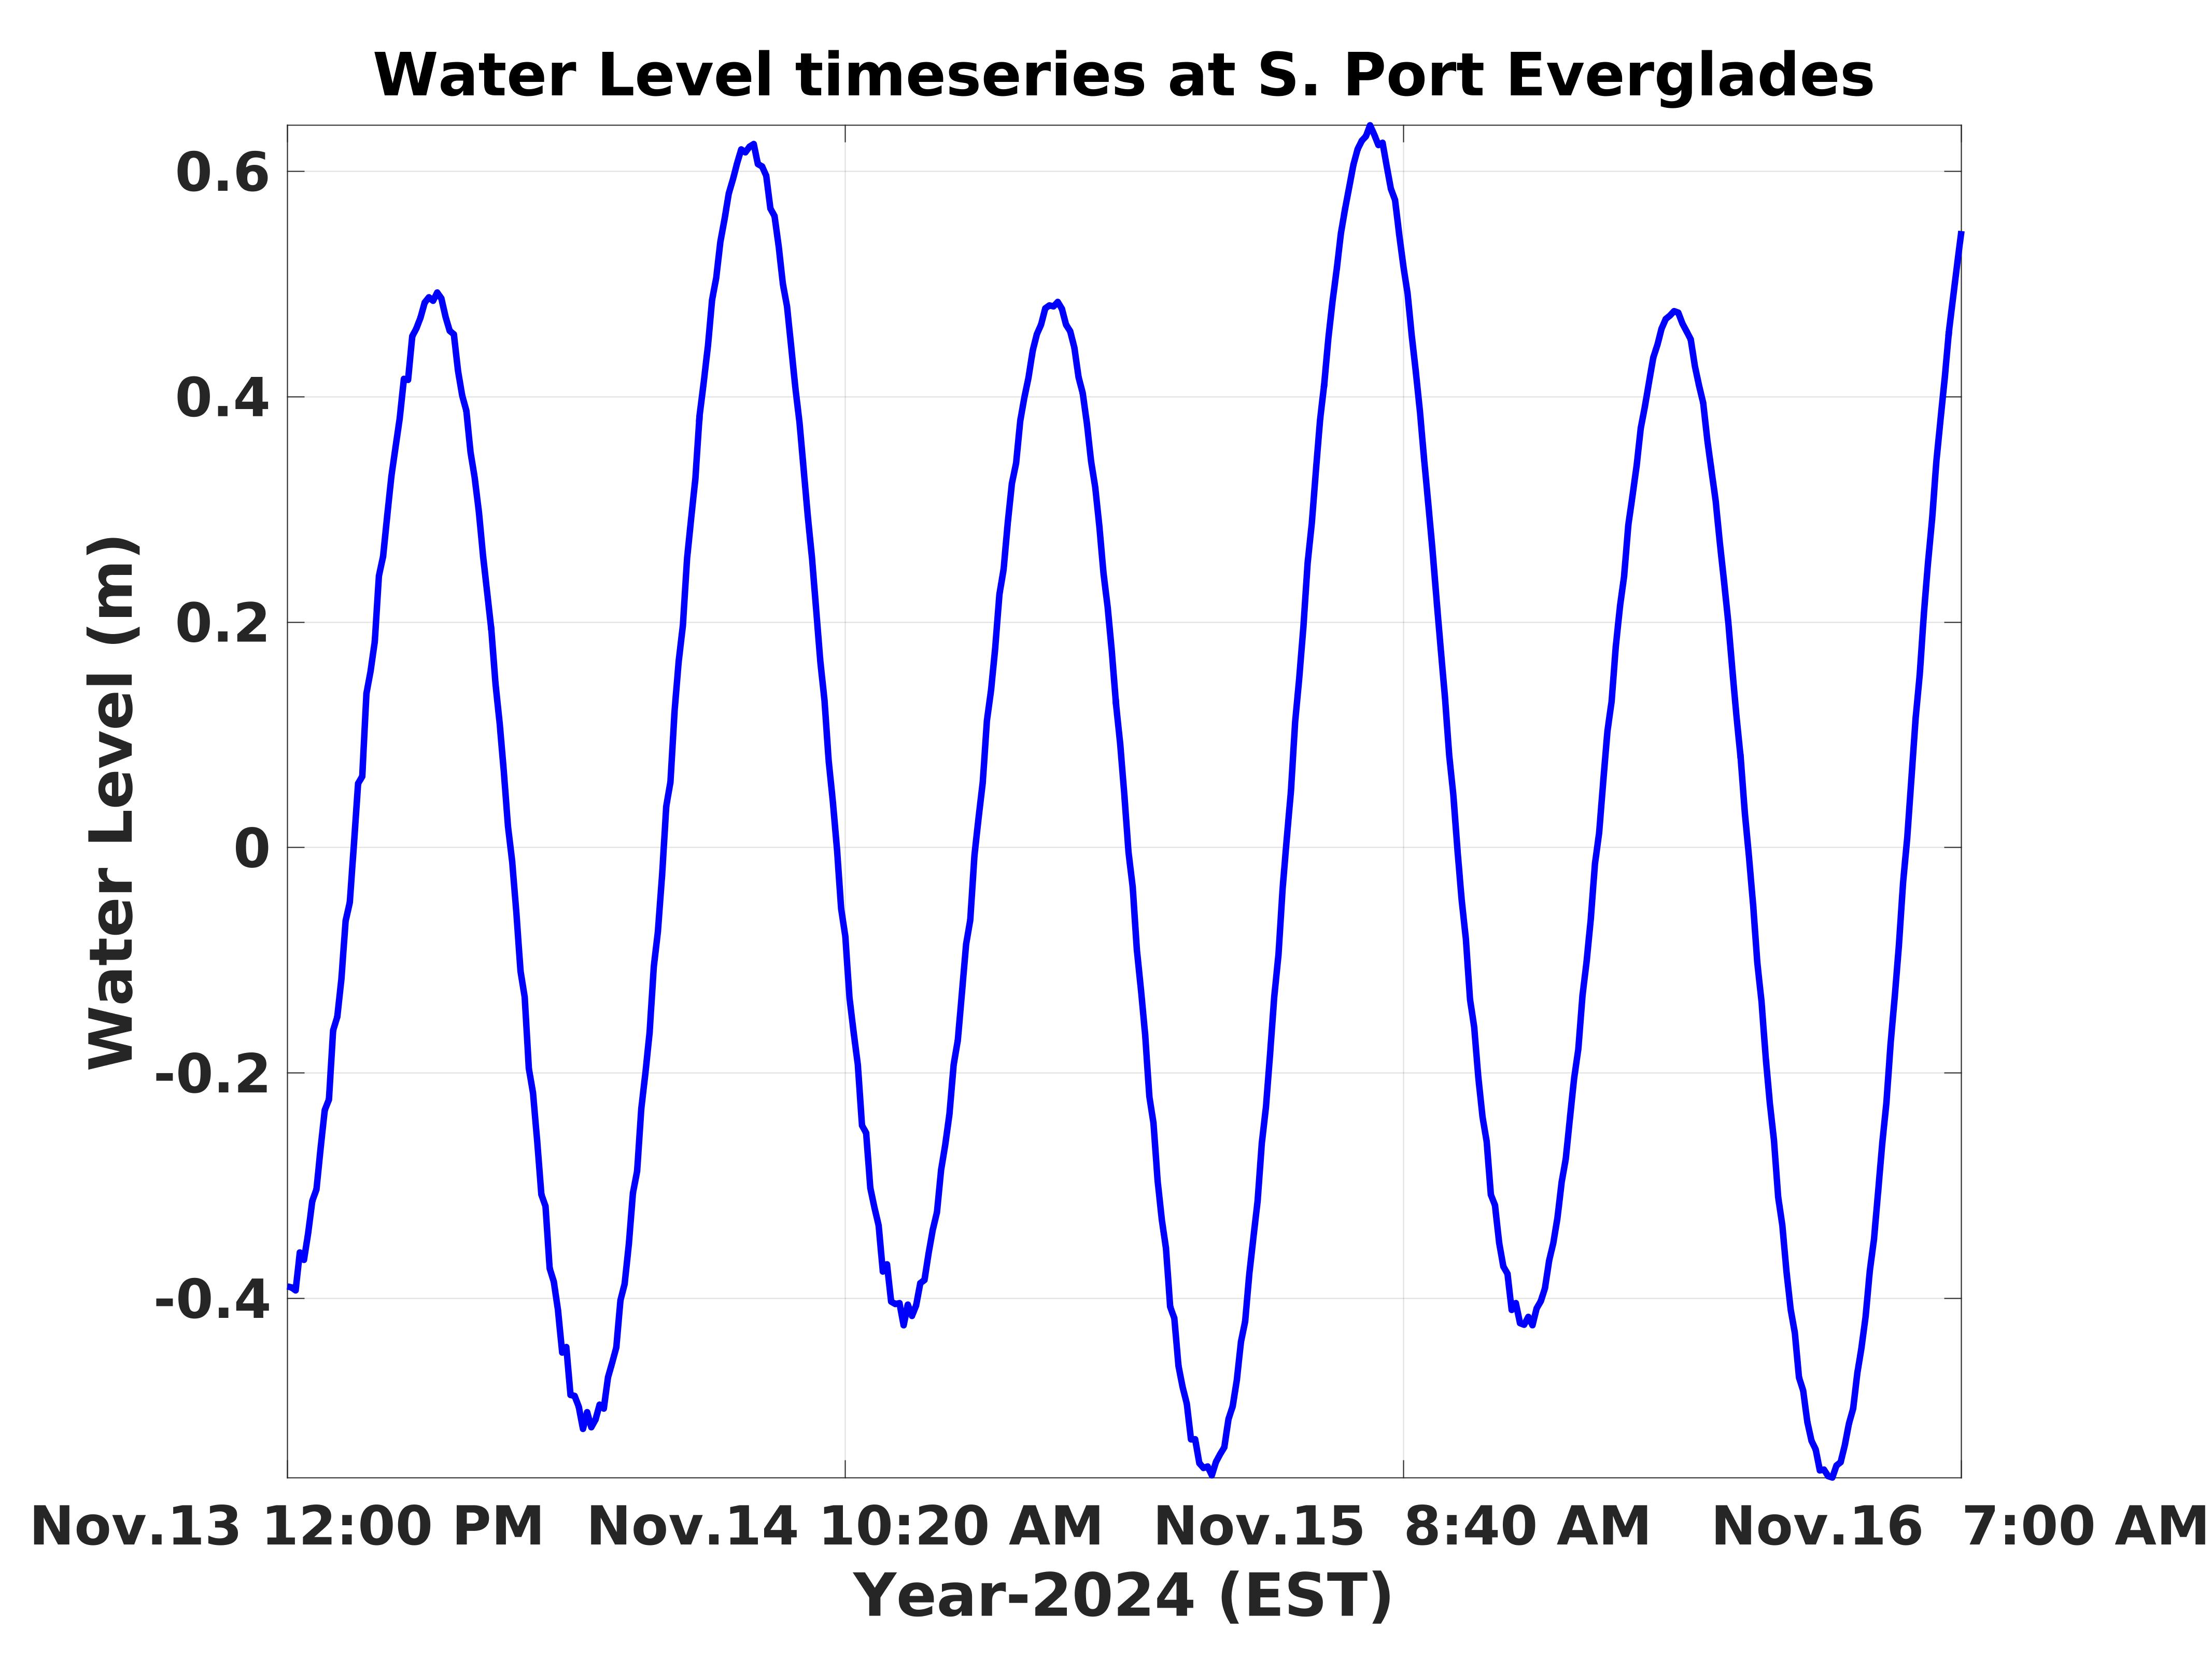 Water Level timeseries at S. Port Everglades
0.6
0.4
0.2
0
-0.2
-0.4
Water Level (m)
Nov.13 12:00 PM Nov.14 10:20 AM Nov.15 8:40 AM Nov.16 7:00 AM
Year-2024 (EST)